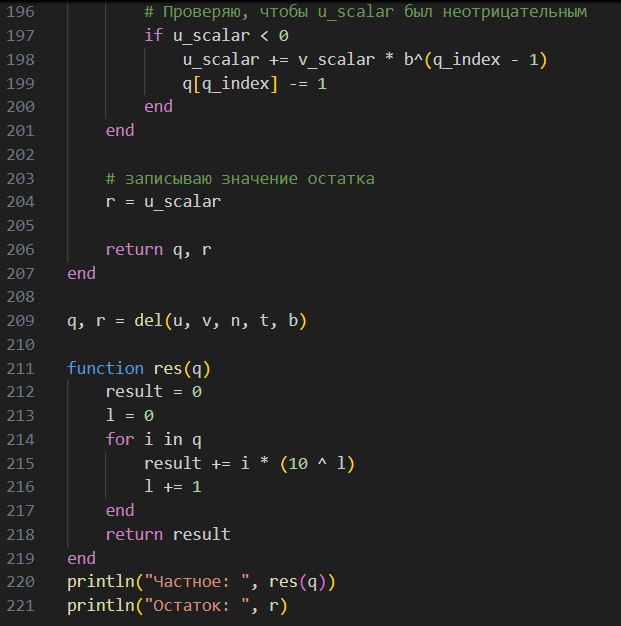 196 # Проверяю, чтобы u_scalar был неотрицательным
197 if u_scalar < 0
198 u_scalar += v_scalar * b^(q_index - 1)
199 q[q_index] -= 1
200 end
201 end
202
203 # записываю значение остатка
204 r = u_scalar
205
206 return q, r
207 end
208
209 q, r = del(u, v, n, t, b)
210
211 function res(q)
212 result = 0
213 l = 0
214 for i in q
215 result += i * (10 ^ l)
216 l += 1
217 end
218 return result
219 end
220 println("Частное: ", res(q))
221 println("Остаток: ", r)